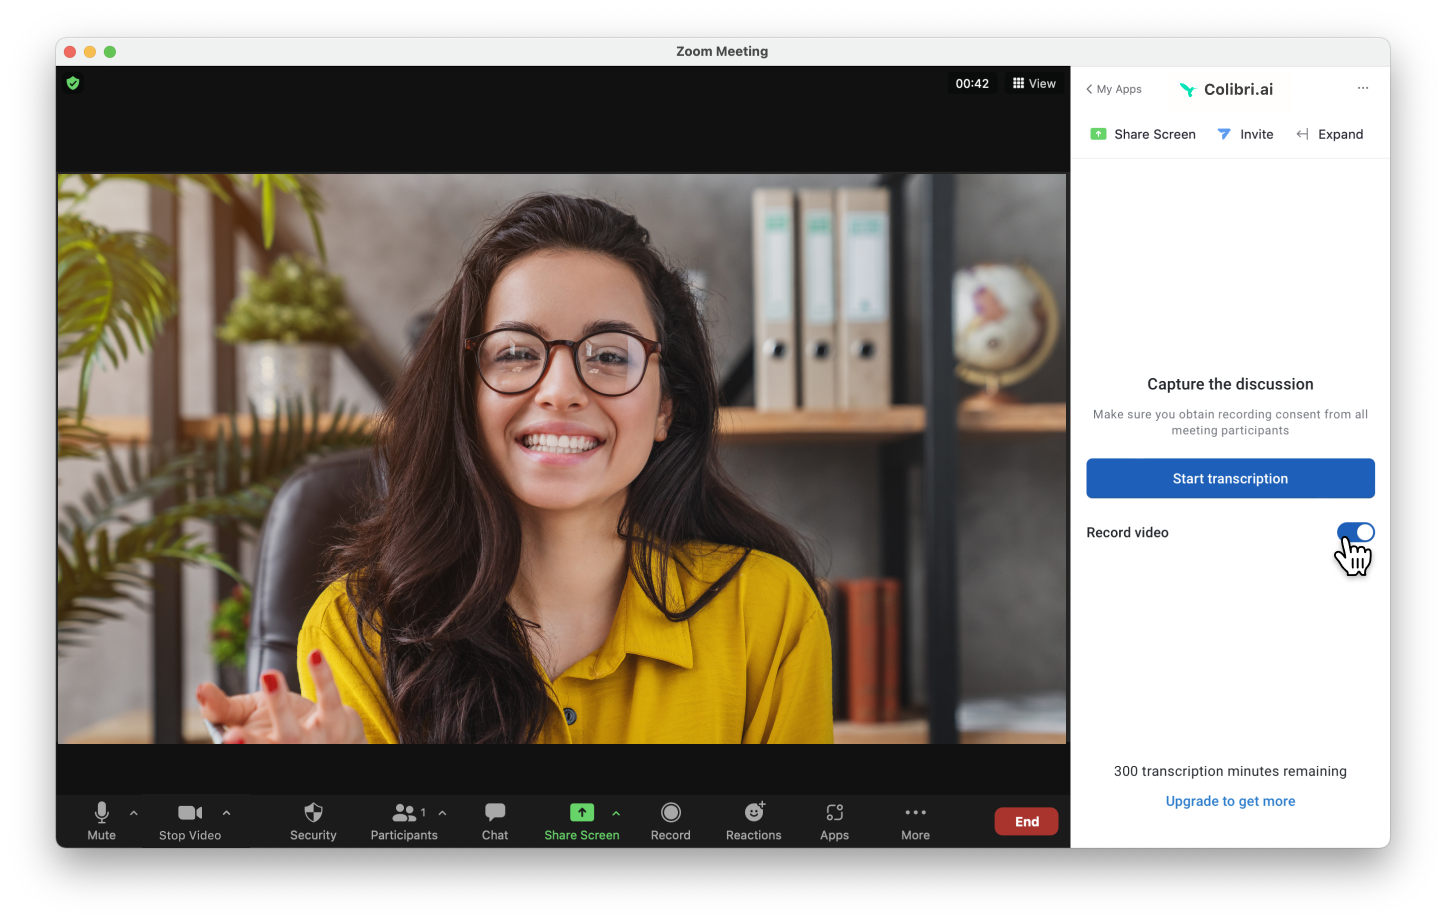 Zoom Meeting
00:42
View
My Apps
Colibri.ai
Share Screen
Invite
Expand
Capture the discussion
Make sure you obtain recording consent from all
meeting participants
Start transcription
Record video
300 transcription minutes remaining
Upgrade to get more
1
Mute
Stop Video
Security
Participants
Chat
Share Screen
Record
Reactions
Apps
More
End